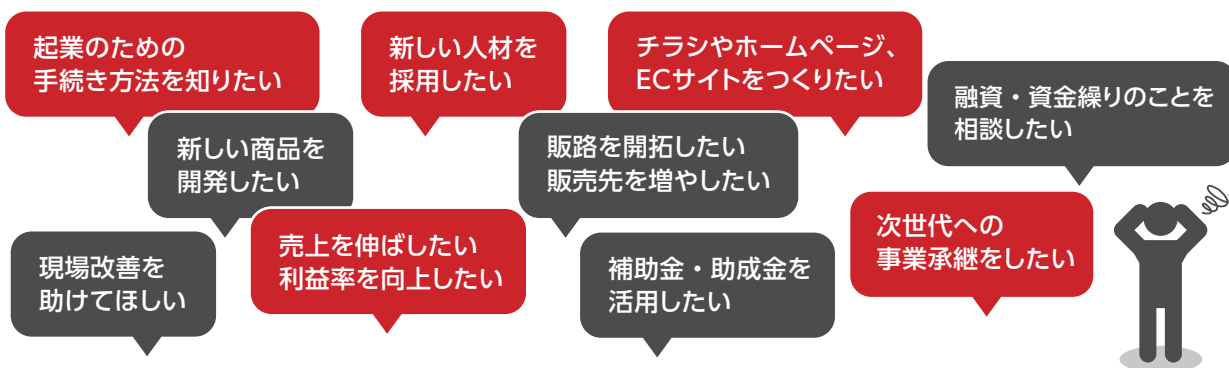 起業のための
手続き方法を知りたい
新しい人材を
採用したい
チラシやホームページ、
ECサイトをつくりたい
融資・資金繰りのことを
相談したい
新しい商品を
開発したい
販路を開拓したい
販売先を増やしたい
次世代への
事業承継をしたい
現場改善を
助けてほしい
売上を伸ばしたい
利益率を向上したい
補助金・助成金を
活用したい